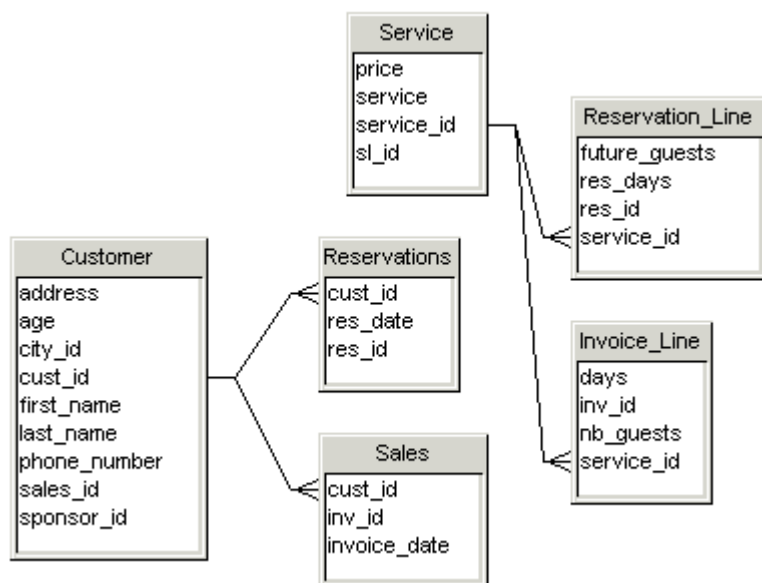 Service
price
service
service_id
sl_id
Reservation_Line
future_guests
res_days
res_id
service_id
Customer
address
age
city_id
cust_id
first_name
last_name
phone_number
sales_id
sponsor_id
Reservations
cust_id
res_date
res_id
Invoice_Line
days
inv_id
nb_guests
service_id
Sales
cust_id
inv_id
invoice_date